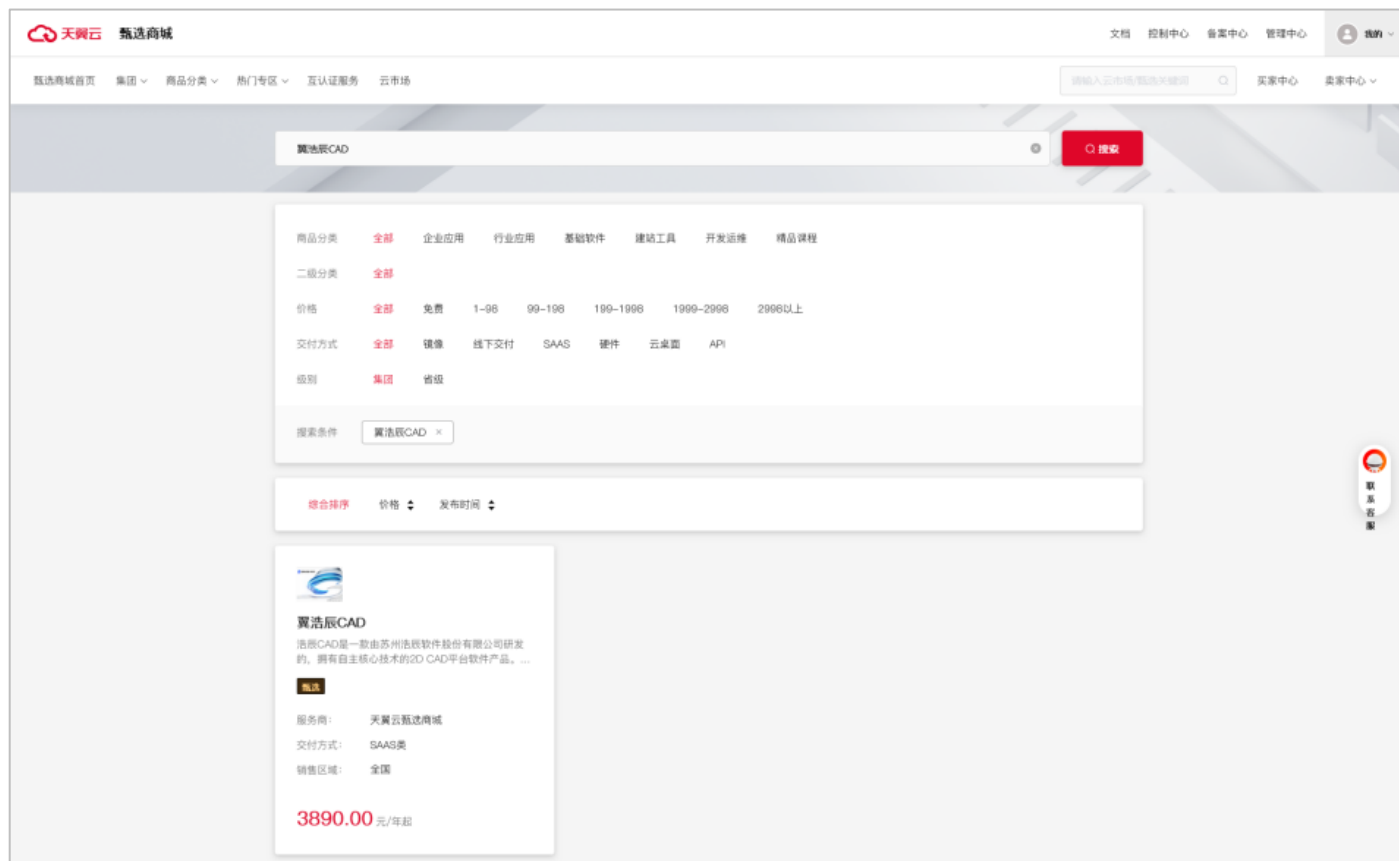 天翼云 甄选商城 文档 控制中心 备案中心 管理中心 我的
甄选商城首页 集团 商品分类 热门专区 互认证服务 云市场 请输入云市场/甄选关键词 买家中心 卖家中心
翼浩辰CAD 搜索
商品分类 全部 企业应用 行业应用 基础软件 建站工具 开发运维 精品课程
二级分类 全部
价格 全部 免费 1-98 99-198 199-1998 1999-2998 2998以上
交付方式 全部 镜像 线下交付 SAAS 硬件 云桌面 API
级别 集团 省级
搜索条件 翼浩辰CAD ×
联系客服
综合排序 价格 发布时间
翼浩辰CAD
浩辰CAD是一款由苏州浩辰软件股份有限公司研发
的，拥有自主核心技术的2D CAD平台软件产品。...
甄选
服务商： 天翼云甄选商城
交付方式： SAAS类
销售区域： 全国
3890.00 元/年起